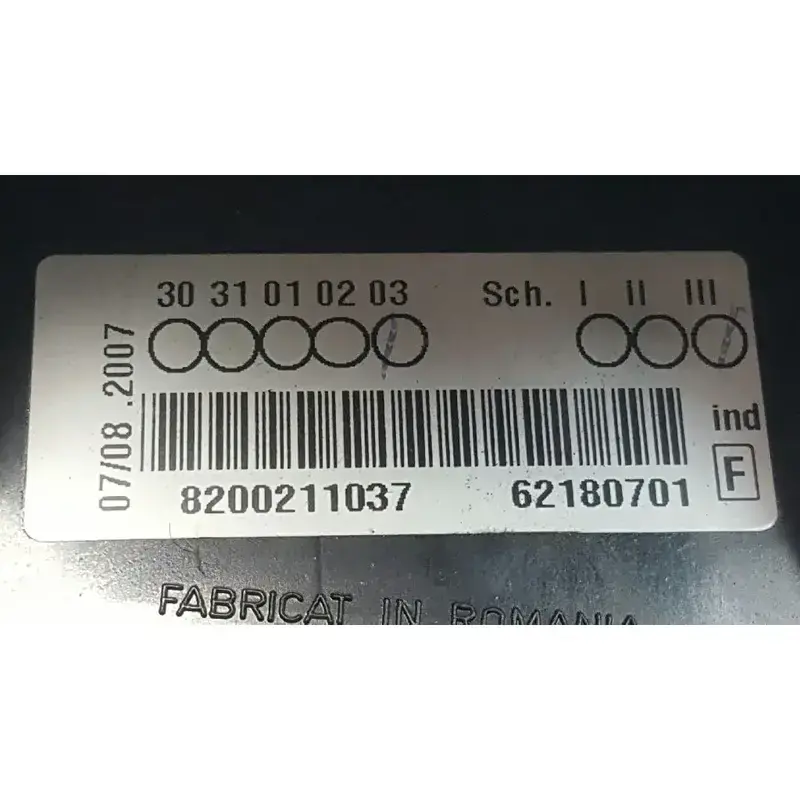 30 31 01 02 03 Sch. I II III
07/08 .2007
ind
F
8200211037 62180701
FABRICAT IN ROMANIA